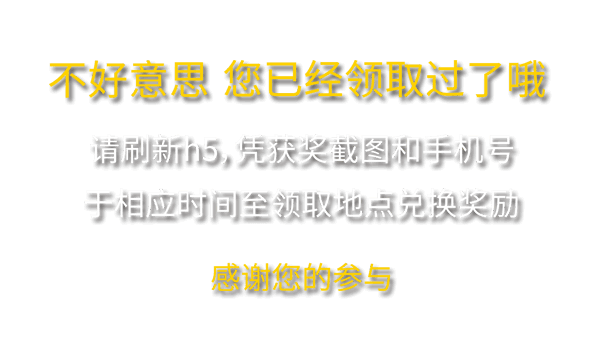 不好意思 您已经领取过了哦
请刷新h5,凭获奖截图和手机号
于相应时间至领取地点兑换奖励
感谢您的参与